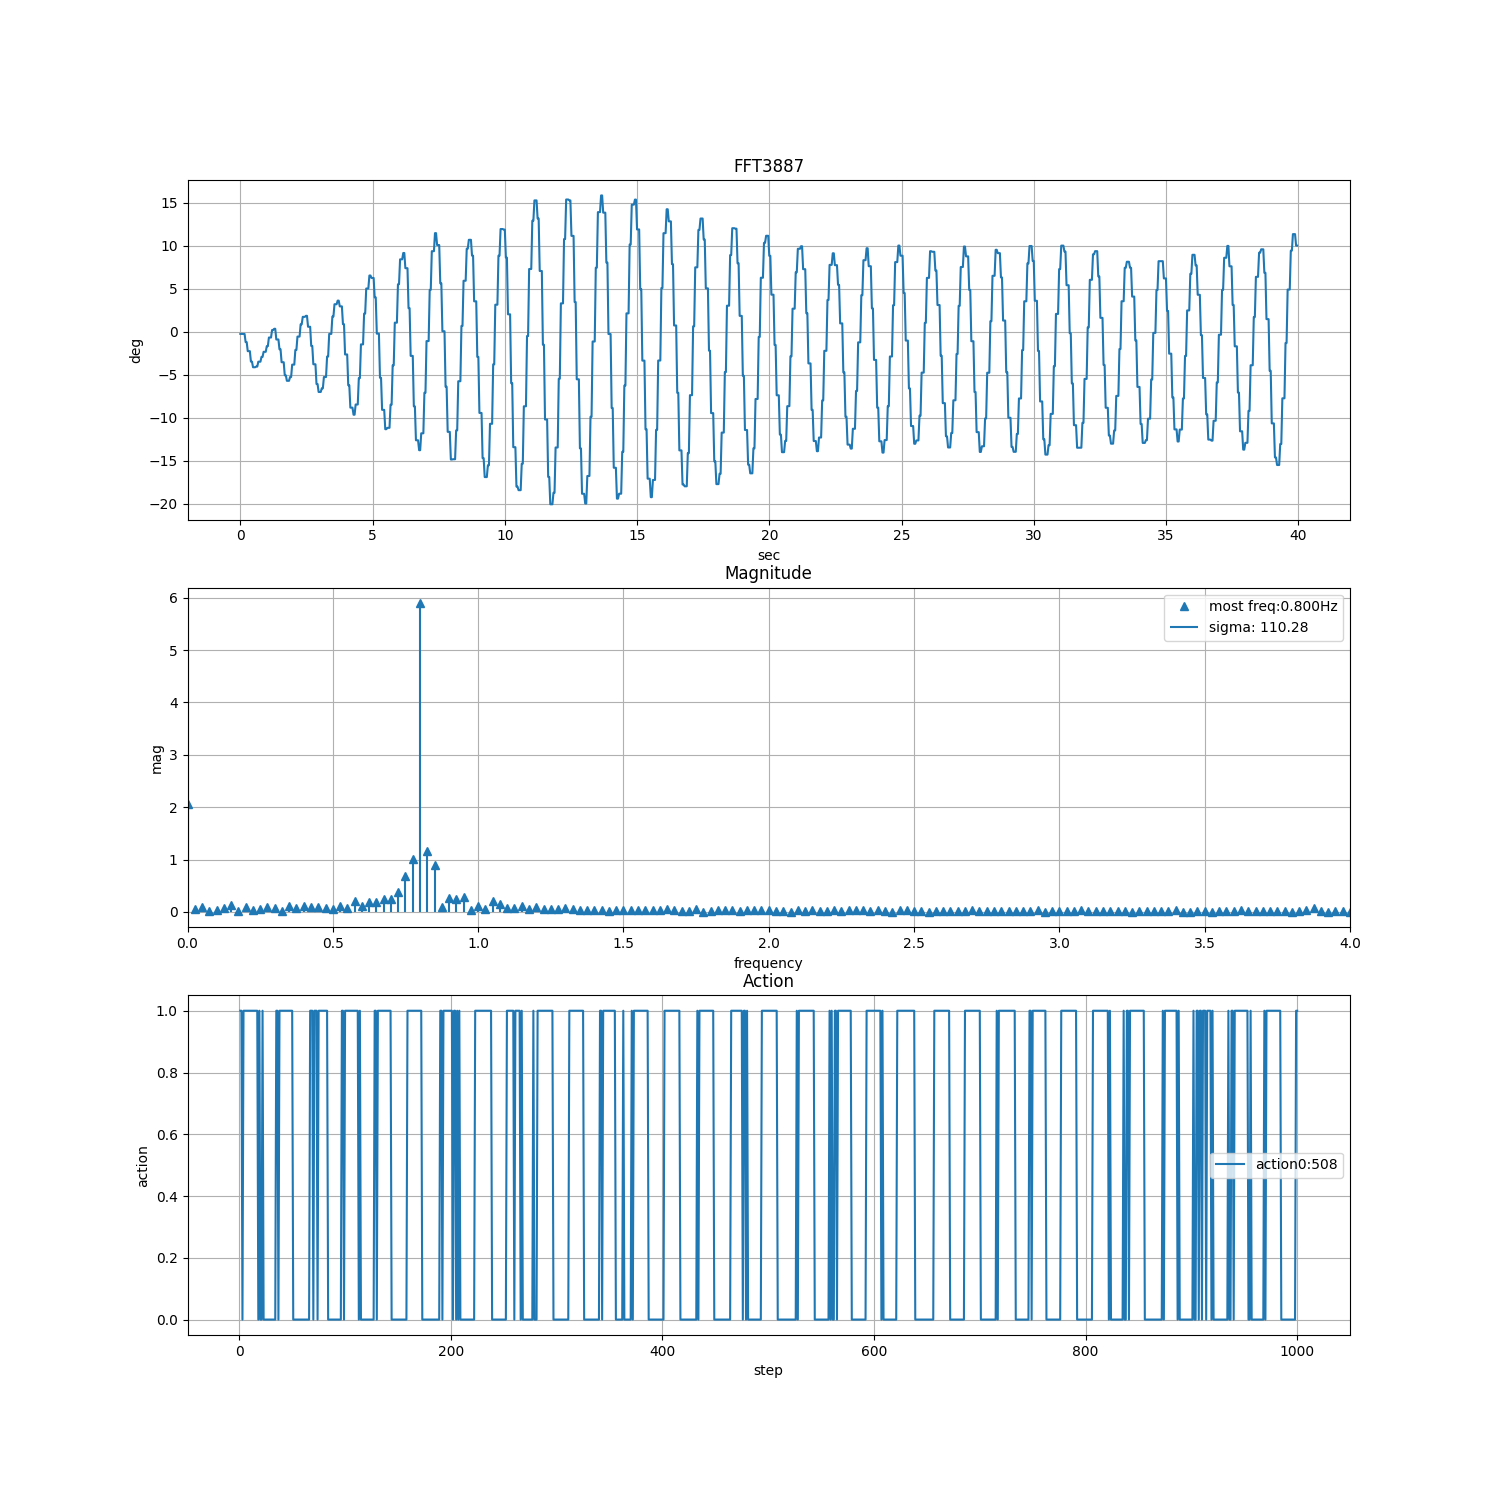 FFT3887
15
10
5
0
−5
−10
−15
−20
deg
0 5 10 15 20 25 30 35 40
sec
Magnitude
6
5
4
3
2
1
0
mag
most freq:0.800Hz
sigma: 110.28
0.0 0.5 1.0 1.5 2.0 2.5 3.0 3.5 4.0
frequency
Action
1.0
0.8
0.6
0.4
0.2
0.0
action
action0:508
0 200 400 600 800 1000
step